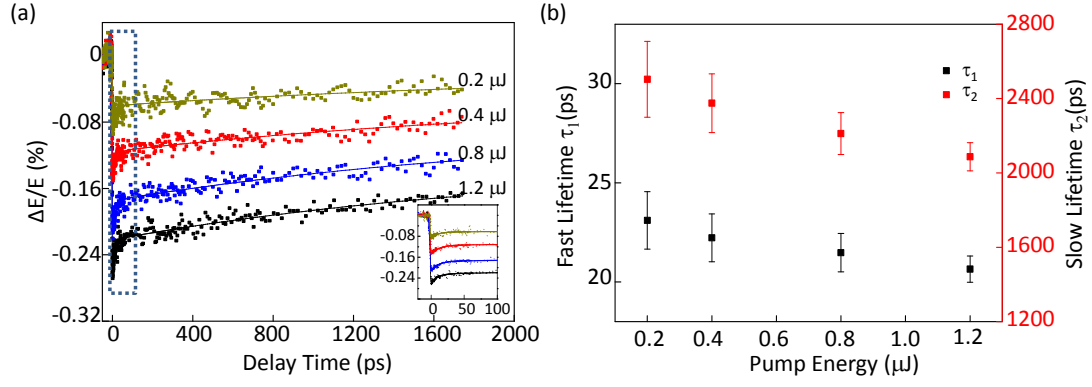 (a)
0
-0.08
-0.16
-0.24
-0.32
ΔE/E (%)
0.2 μJ
0.4 μJ
0.8 μJ
1.2 μJ
-0.08
-0.16
-0.24
0 50 100
0 400 800 1200 1600 2000
Delay Time (ps)
(b)
30
25
20
Fast Lifetime τ1(ps)
τ1
τ2
2800
2400
2000
1600
1200
Slow Lifetime τ2(ps)
0.2 0.4 0.6 0.8 1.0 1.2
Pump Energy (μJ)